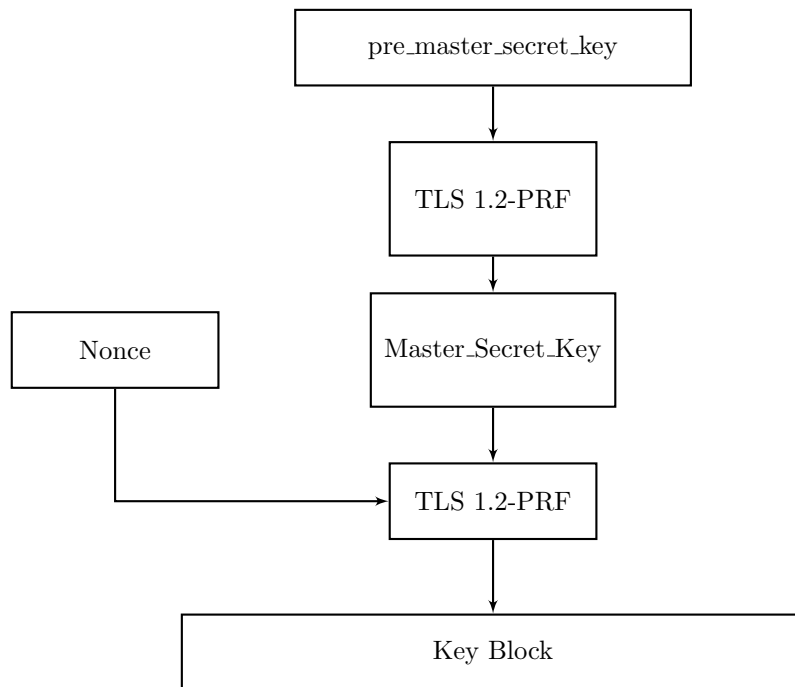 pre_master_secret_key
TLS 1.2-PRF
Nonce
Master_Secret_Key
TLS 1.2-PRF
Key Block